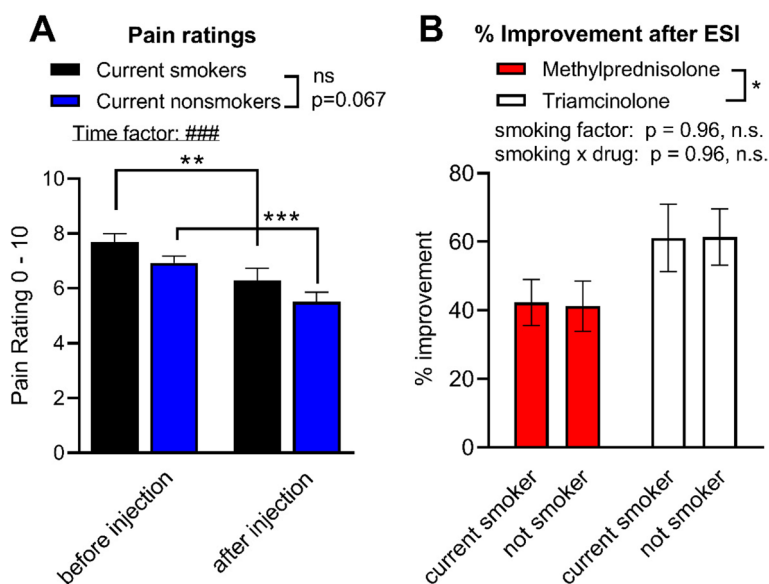 A
Pain ratings
Current smokers
Current nonsmokers
ns
p=0.067
Time factor: ###
**
***
10
8
6
4
2
0
Pain Rating 0 - 10
before injection
after injection
B
% Improvement after ESI
Methylprednisolone
Triamcinolone
*
smoking factor: p = 0.96, n.s.
smoking x drug: p = 0.96, n.s.
80
60
40
20
0
% improvement
current smoker
not smoker
current smoker
not smoker